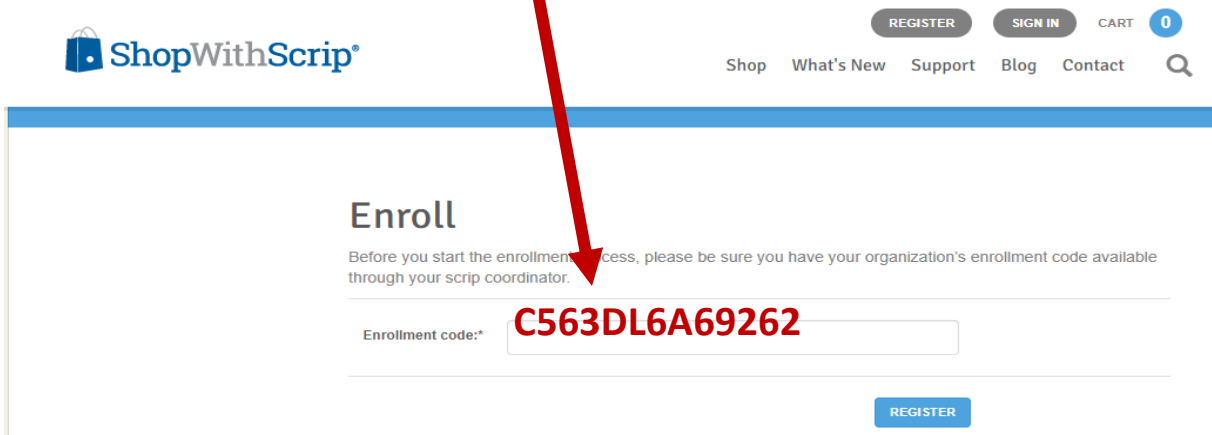 REGISTER SIGN IN CART 0
ShopWithScrip®
Shop What's New Support Blog Contact
Enroll
Before you start the enrollment process, please be sure you have your organization's enrollment code available
through your scrip coordinator.
Enrollment code:* C563DL6A69262
REGISTER